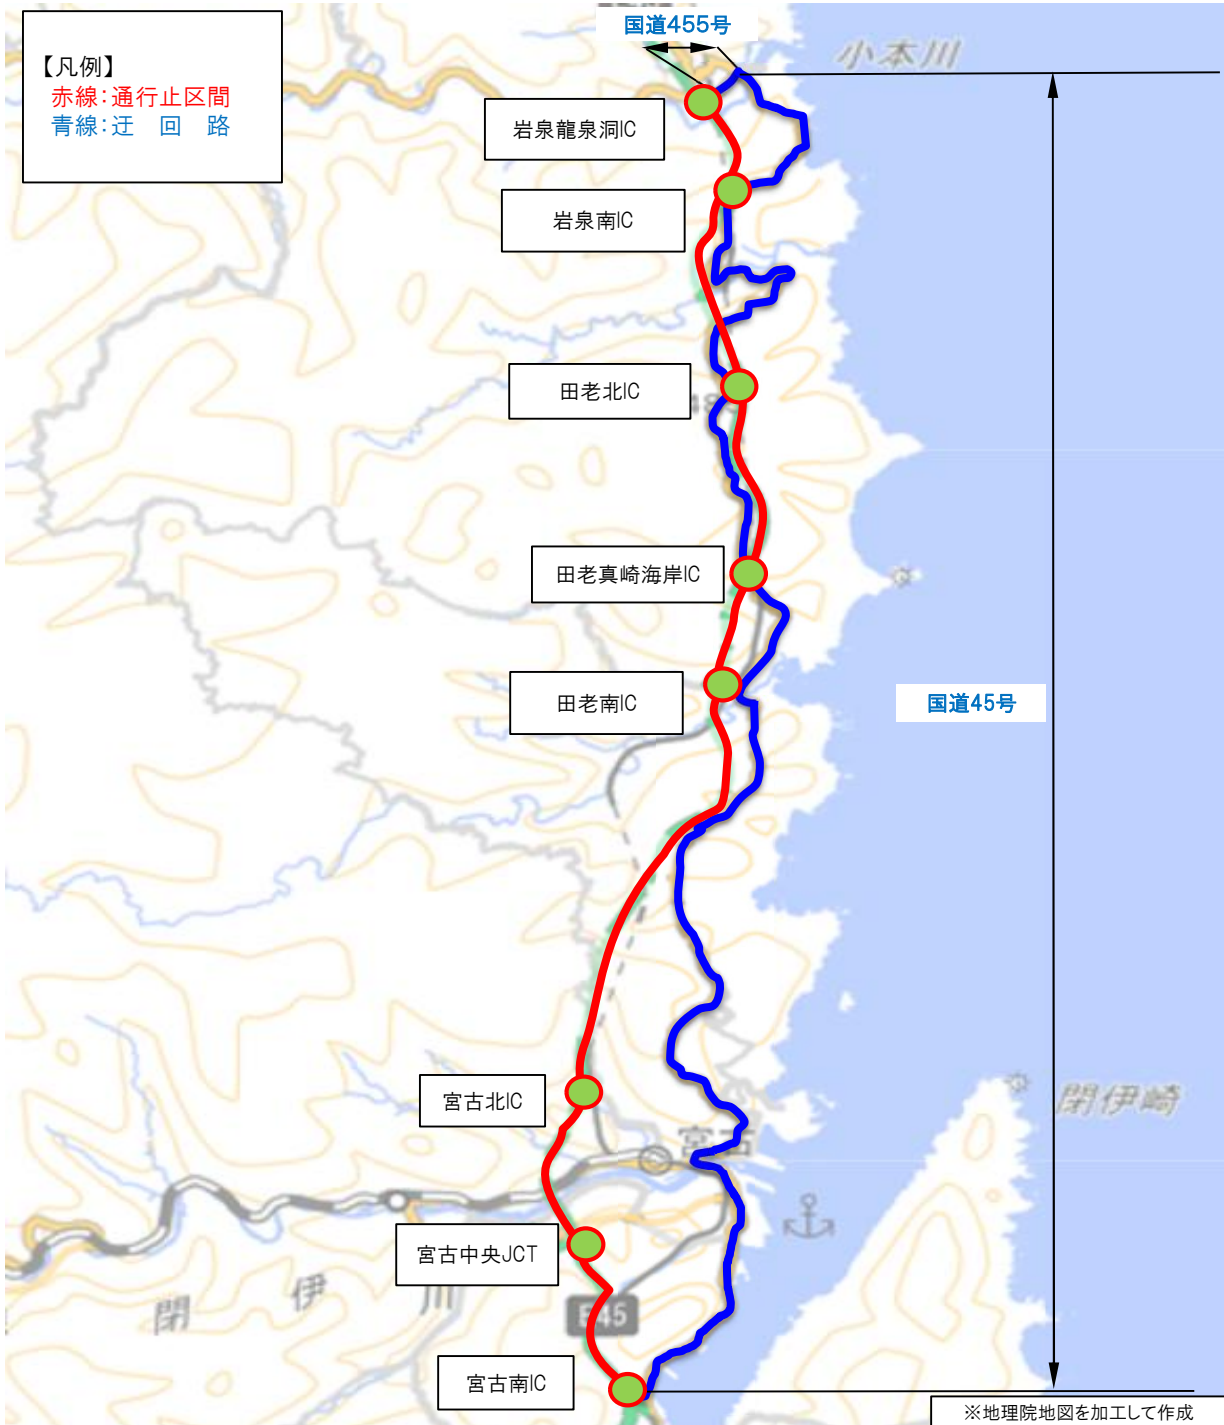 国道455号
小本川
【凡例】
赤線:通行止区間
青線:迂　回　路
岩泉龍泉洞IC
岩泉南IC
田老北IC
田老真崎海岸IC
田老南IC
国道45号
宮古北IC
閉伊崎
宮古
宮古中央JCT
閉伊川
E45
宮古南IC
※地理院地図を加工して作成